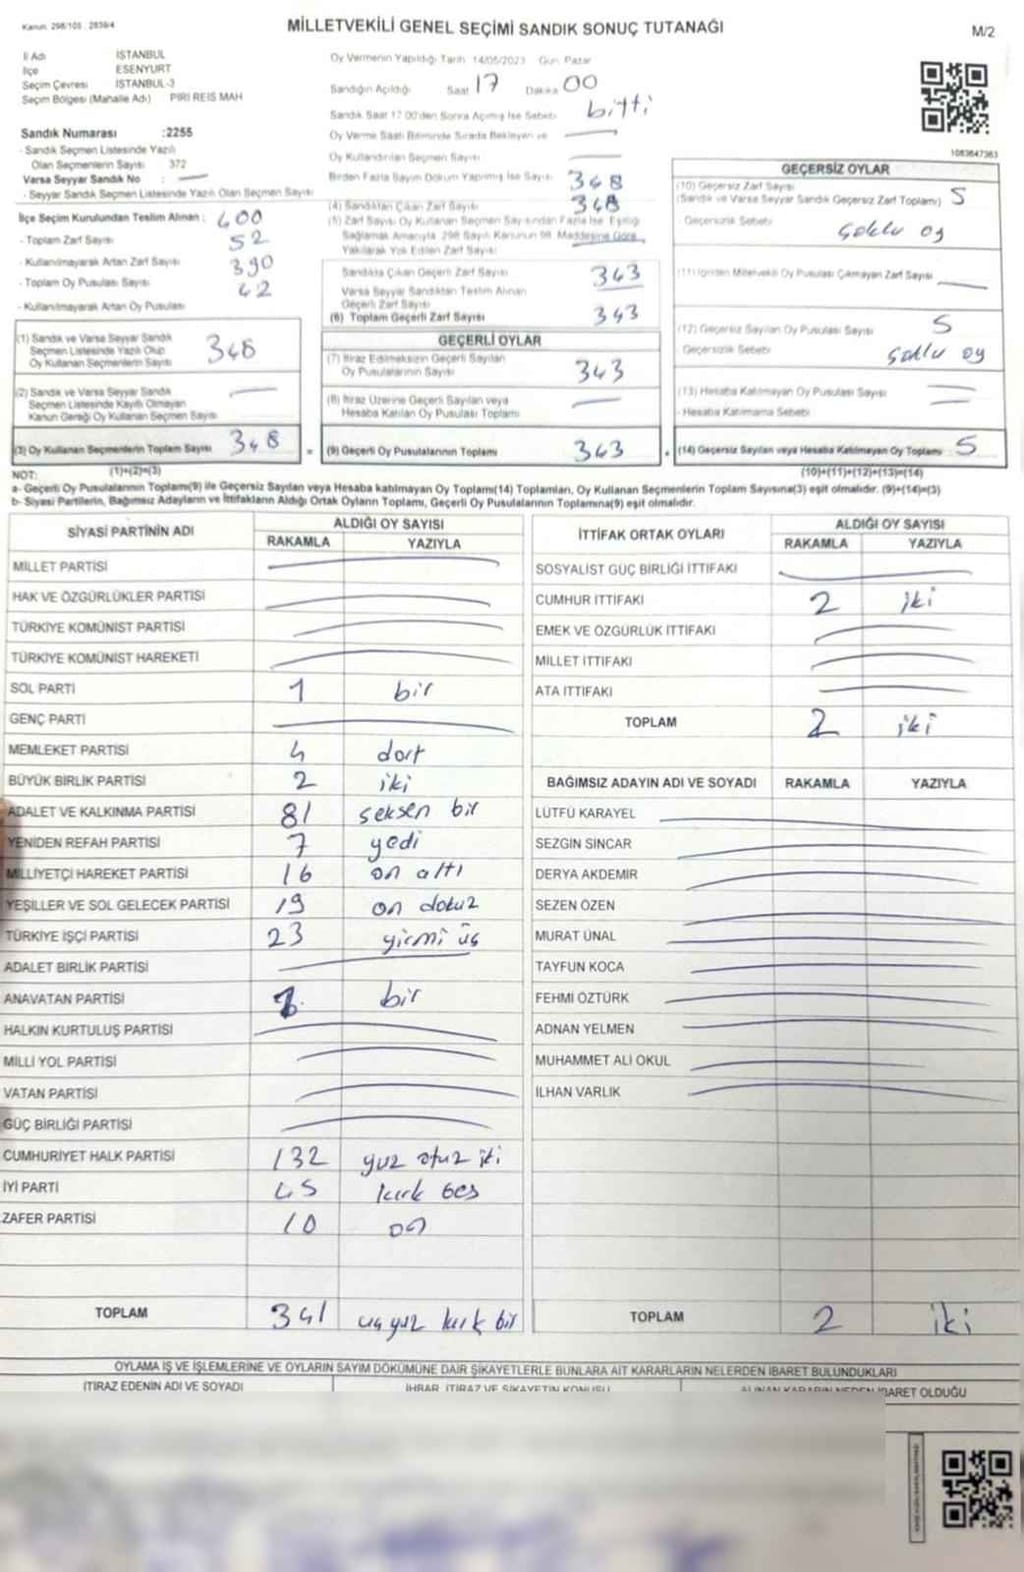 Kanun: 298/105 2839/4
MİLLETVEKİLİ GENEL SEÇİMİ SANDIK SONUÇ TUTANAĞI
M/2
İl Adı İSTANBUL
İlçe ESENYURT
Seçim Çevresi İSTANBUL-3
Seçim Bölgesi (Mahalle Adı) PİRİ REİS MAH
Sandık Numarası :2255
- Sandık Seçmen Listesinde Yazılı
Olan Seçmenlerin Sayısı 372
Varsa Seyyar Sandık No :
- Seyyar Sandık Seçmen Listesinde Yazılı Olan Seçmen Sayısı
İlçe Seçim Kurulundan Teslim Alınan : 400
- Toplam Zarf Sayısı 52
- Kullanılmayarak Artan Zarf Sayısı 390
- Toplam Oy Pusulası Sayısı 42
- Kullanılmayarak Artan Oy Pusulası
Oy Vermenin Yapıldığı Tarih 14/05/2023 Gün Pazar
Sandığın Açıldığı Saat 17 Dakika 00
Sandık Saat 17:00'den Sonra Açılmış İse Sebebi bitti
Oy Verme Saati Bitiminde Sırada Bekleyen ve
Oy Kullandırılan Seçmen Sayısı
Birden Fazla Sayım Döküm Yapılmış İse Sayısı 348
(4) Sandıktan Çıkan Zarf Sayısı 348
(5) Zarf Sayısı Oy Kullanan Seçmen Sayısından Fazla İse Eşitliği
Sağlamak Amacıyla 298 Sayılı Kanunun 98. Maddesine Göre
Yakılarak Yok Edilen Zarf Sayısı
Sandıkta Çıkan Geçerli Zarf Sayısı 343
Varsa Seyyar Sandıktan Teslim Alınan
Geçerli Zarf Sayısı
(6) Toplam Geçerli Zarf Sayısı 343
1083647363
GEÇERSİZ OYLAR
(10) Geçersiz Zarf Sayısı
(Sandık ve Varsa Seyyar Sandık Geçersiz Zarf Toplamı) 5
- Geçersizlik Sebebi
(11) İçinden Milletvekili Oy Pusulası Çıkmayan Zarf Sayısı
(12) Geçersiz Sayılan Oy Pusulası Sayısı 5
- Geçersizlik Sebebi
(13) Hesaba Katılmayan Oy Pusulası Sayısı
- Hesaba Katılmama Sebebi
(1) Sandık ve Varsa Seyyar Sandık
Seçmen Listesinde Yazılı Olup
Oy Kullanan Seçmenlerin Sayısı 348
(2) Sandık ve Varsa Seyyar Sandık
Seçmen Listesinde Kayıtlı Olmayan
Kanun Gereği Oy Kullanan Seçmen Sayısı
GEÇERLİ OYLAR
(7) İtiraz Edilmeksizin Geçerli Sayılan
Oy Pusulalarının Sayısı 343
(8) İtiraz Üzerine Geçerli Sayılan veya
Hesaba Katılan Oy Pusulası Toplamı
(3) Oy Kullanan Seçmenlerin Toplam Sayısı 348 = (9) Geçerli Oy Pusutalarının Toplamı 343 + (14) Geçersiz Sayılan veya Hesaba Katılmayan Oy Toplamı 5
NOT: (1)+(2)=(3) (10)+(11)+(12)+(13)=(14)
a- Geçerli Oy Pusulalarının Toplamı(9) ile Geçersiz Sayılan veya Hesaba katılmayan Oy Toplamı(14) Toplamları, Oy Kullanan Seçmenlerin Toplam Sayısına(3) eşit olmalıdır. (9)+(14)=(3)
b- Siyasi Partilerin, Bağımsız Adayların ve İttifakların Aldığı Ortak Oyların Toplamı, Geçerli Oy Pusulalarının Toplamına(9) eşit olmalıdır.
SİYASİ PARTİNİN ADI ALDIĞI OY SAYISI
RAKAMLA YAZIYLA
MİLLET PARTİSİ
HAK VE ÖZGÜRLÜKLER PARTİSİ
TÜRKİYE KOMÜNİST PARTİSİ
TÜRKİYE KOMÜNİST HAREKETİ
SOL PARTİ 1 bir
GENÇ PARTİ
MEMLEKET PARTİSİ 4 dört
BÜYÜK BİRLİK PARTİSİ 2 iki
ADALET VE KALKINMA PARTİSİ 81 seksen bir
YENİDEN REFAH PARTİSİ 7 yedi
MİLLİYETÇİ HAREKET PARTİSİ 16 on altı
YEŞİLLER VE SOL GELECEK PARTİSİ 19 on dokuz
TÜRKİYE İŞÇİ PARTİSİ 23 yirmi üç
ADALET BİRLİK PARTİSİ
ANAVATAN PARTİSİ bir
HALKIN KURTULUŞ PARTİSİ
MİLLİ YOL PARTİSİ
VATAN PARTİSİ
GÜÇ BİRLİĞİ PARTİSİ
CUMHURİYET HALK PARTİSİ 132 yüz otuz iki
İYİ PARTİ 45 kırk beş
ZAFER PARTİSİ 10 on
TOPLAM 341 üç yüz kırk bir
İTTİFAK ORTAK OYLARI ALDIĞI OY SAYISI
RAKAMLA YAZIYLA
SOSYALİST GÜÇ BİRLİĞİ İTTİFAKI
CUMHUR İTTİFAKI 2 iki
EMEK VE ÖZGÜRLÜK İTTİFAKI
MİLLET İTTİFAKI
ATA İTTİFAKI
TOPLAM 2 iki
BAĞIMSIZ ADAYIN ADI VE SOYADI RAKAMLA YAZIYLA
LÜTFÜ KARAYEL
SEZGİN SİNCAR
DERYA AKDEMİR
SEZEN ÖZEN
MURAT ÜNAL
TAYFUN KOCA
FEHMİ ÖZTÜRK
ADNAN YELMEN
MUHAMMET ALİ OKUL
İLHAN VARLIK
TOPLAM 2 iki
OYLAMA İŞ VE İŞLEMLERİNE VE OYLARIN SAYIM DÖKÜMÜNE DAİR ŞİKAYETLERLE BUNLARA AİT KARARLARIN NELERDEN İBARET BULUNDUKLARI
İTİRAZ EDENİN ADI VE SOYADI İHBAR, İTİRAZ VE ŞİKAYETİN KONUSU ALINAN KARARIN NEDEN İBARET OLDUĞU